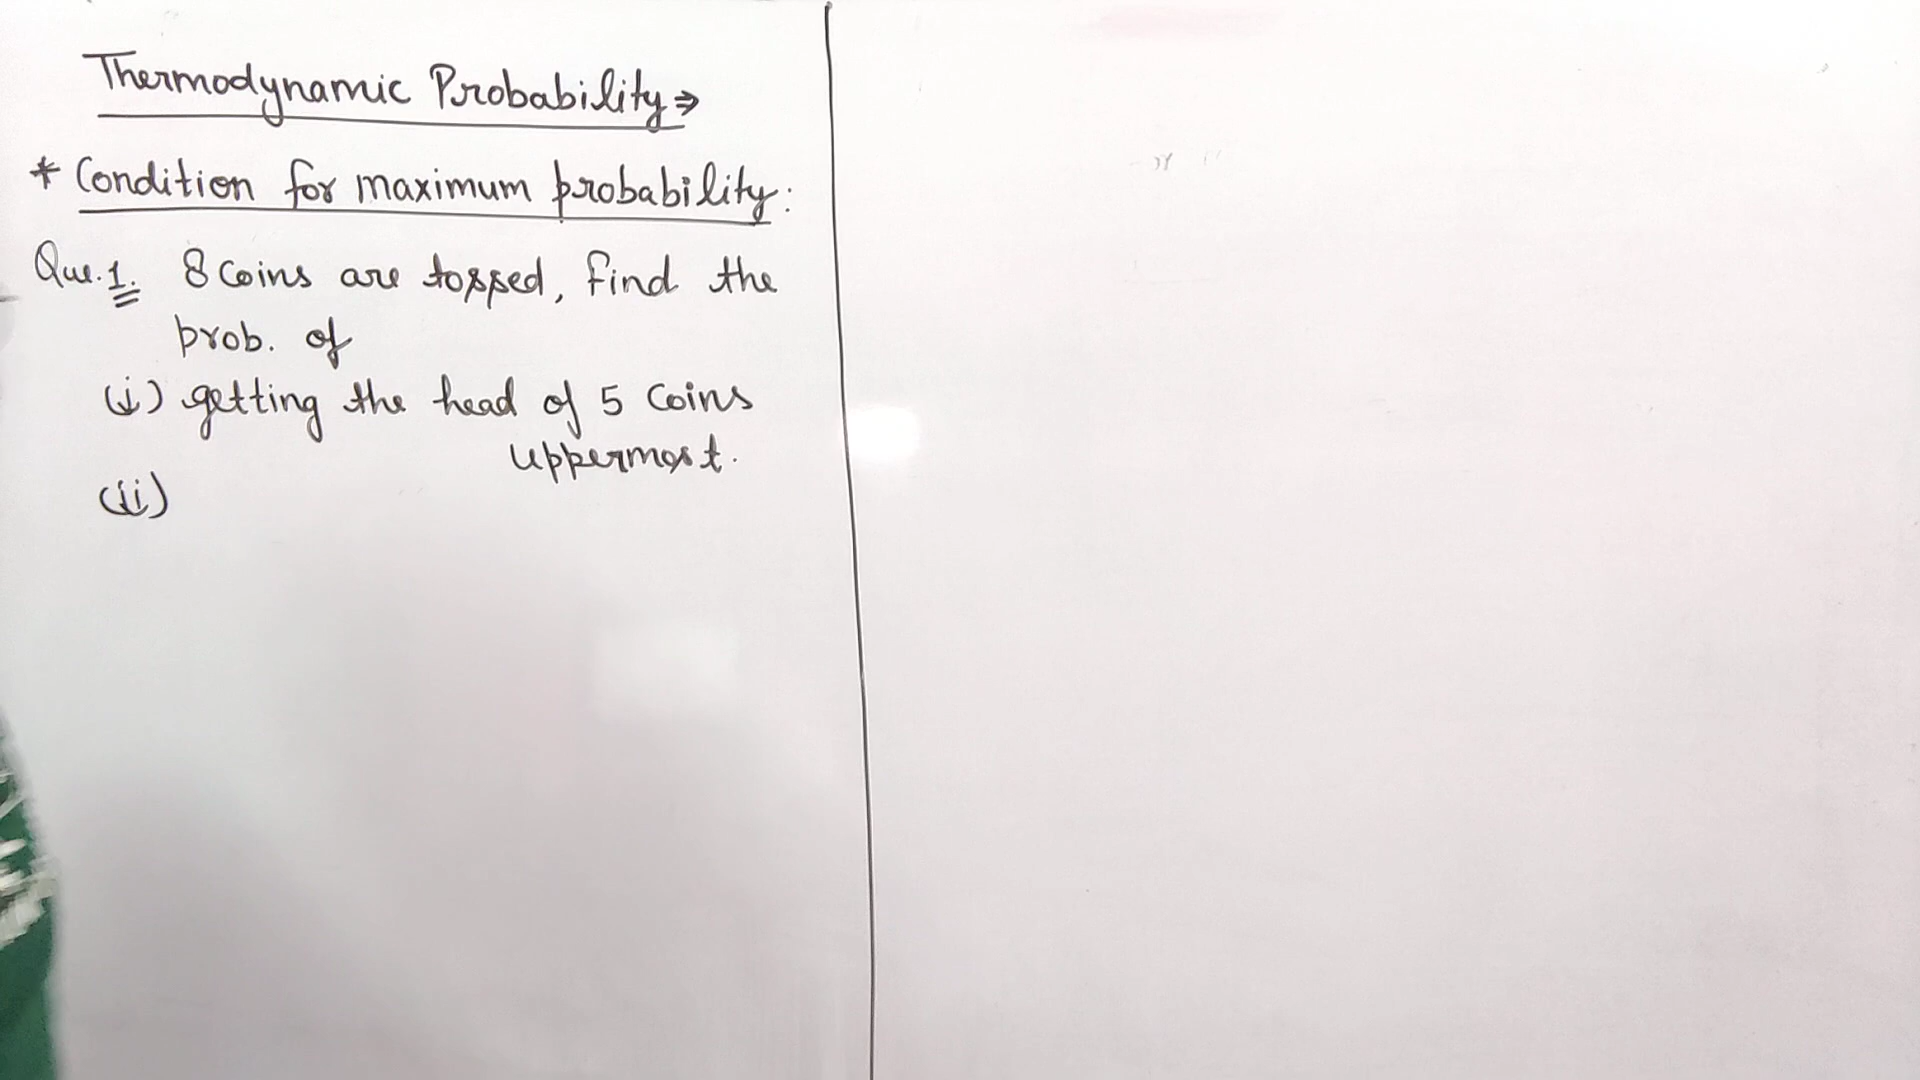 Thermodynamic Probability ⇒
* Condition for maximum probability:
Que. 1. 8 Coins are tossed, find the
prob. of
(i) getting the head of 5 Coins
uppermost.
(ii)